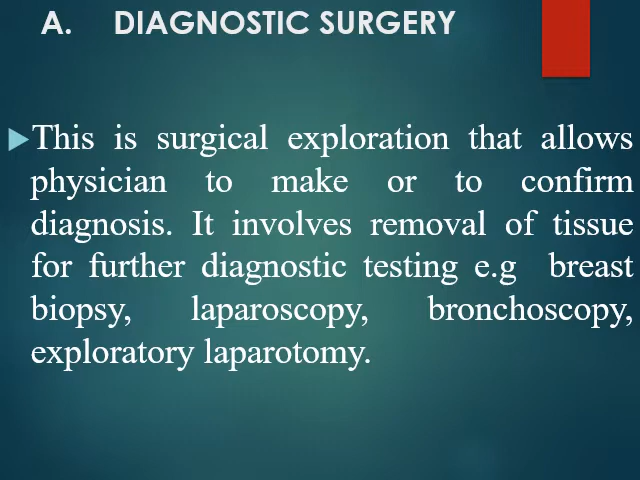 A. DIAGNOSTIC SURGERY
This is surgical exploration that allows
physician to make or to confirm
diagnosis. It involves removal of tissue
for further diagnostic testing e.g breast
biopsy, laparoscopy, bronchoscopy,
exploratory laparotomy.